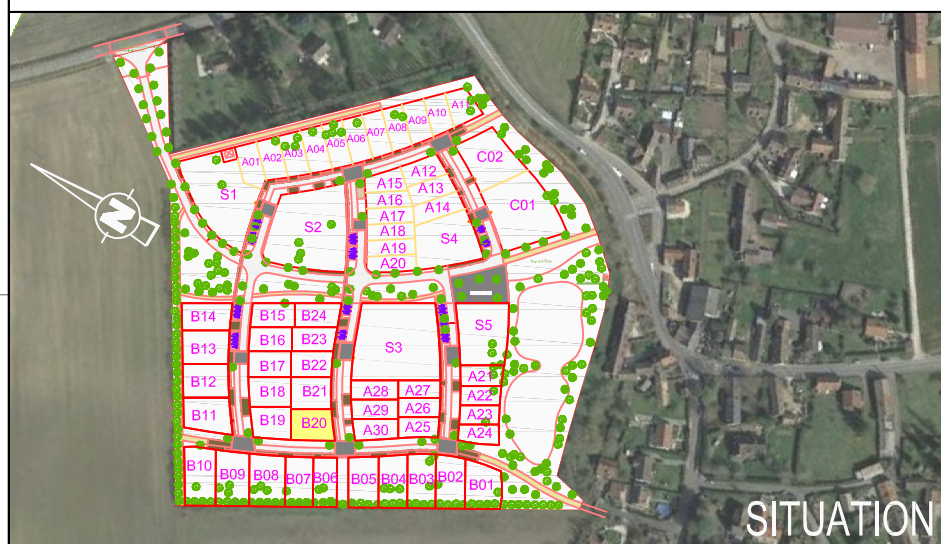 A01 A02 A03 A04 A05 A06 A07 A08 A09 A10 A11
S1
S2
C02
C01
A15 A12
A16 A13
A17 A14
A18
A19 S4
A20
N
B14 B15 B24
B13 B16 B23
B17 B22
B12 B18 B21
B11 B19 B20
S3
S5
A28 A27 A21
A29 A26 A22
A30 A25 A23
A24
B10 B09 B08 B07 B06 B05 B04 B03 B02 B01
SITUATION